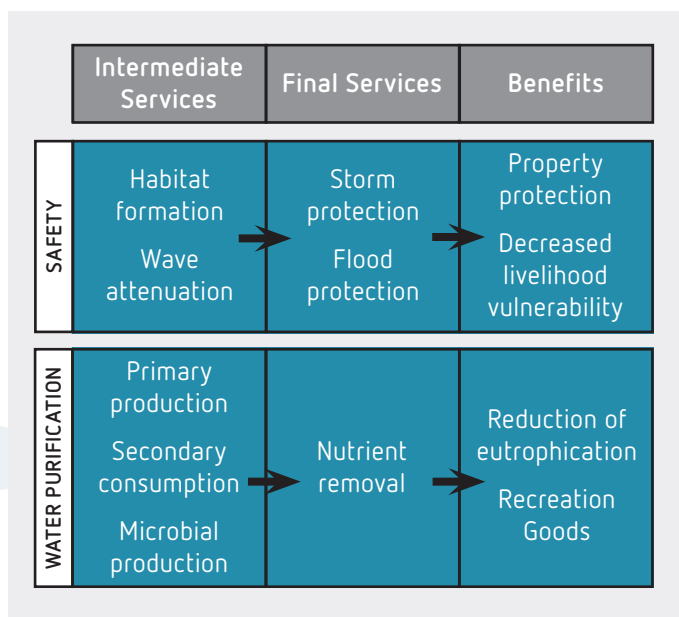 Intermediate
Services
Final Services
Benefits
SAFETY
Habitat
formation
Wave
attenuation
Storm
protection
Flood
protection
Property
protection
Decreased
livelihood
vulnerability
WATER PURIFICATION
Primary
production
Secondary
consumption
Microbial
production
Nutrient
removal
Reduction of
eutrophication
Recreation
Goods